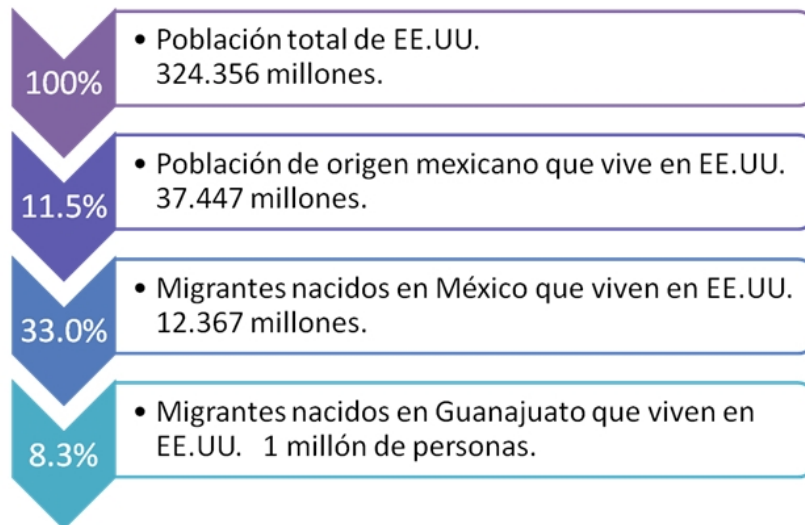 100%
• Población total de EE.UU.
324.356 millones.
11.5%
• Población de origen mexicano que vive en EE.UU.
37.447 millones.
33.0%
• Migrantes nacidos en México que viven en EE.UU.
12.367 millones.
8.3%
• Migrantes nacidos en Guanajuato que viven en
EE.UU. 1 millón de personas.